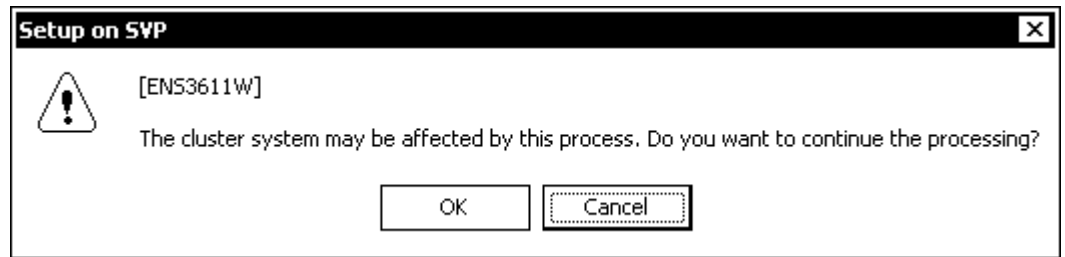 Setup on SVP
[ENS3611W]
The cluster system may be affected by this process. Do you want to continue the processing?
OK
Cancel